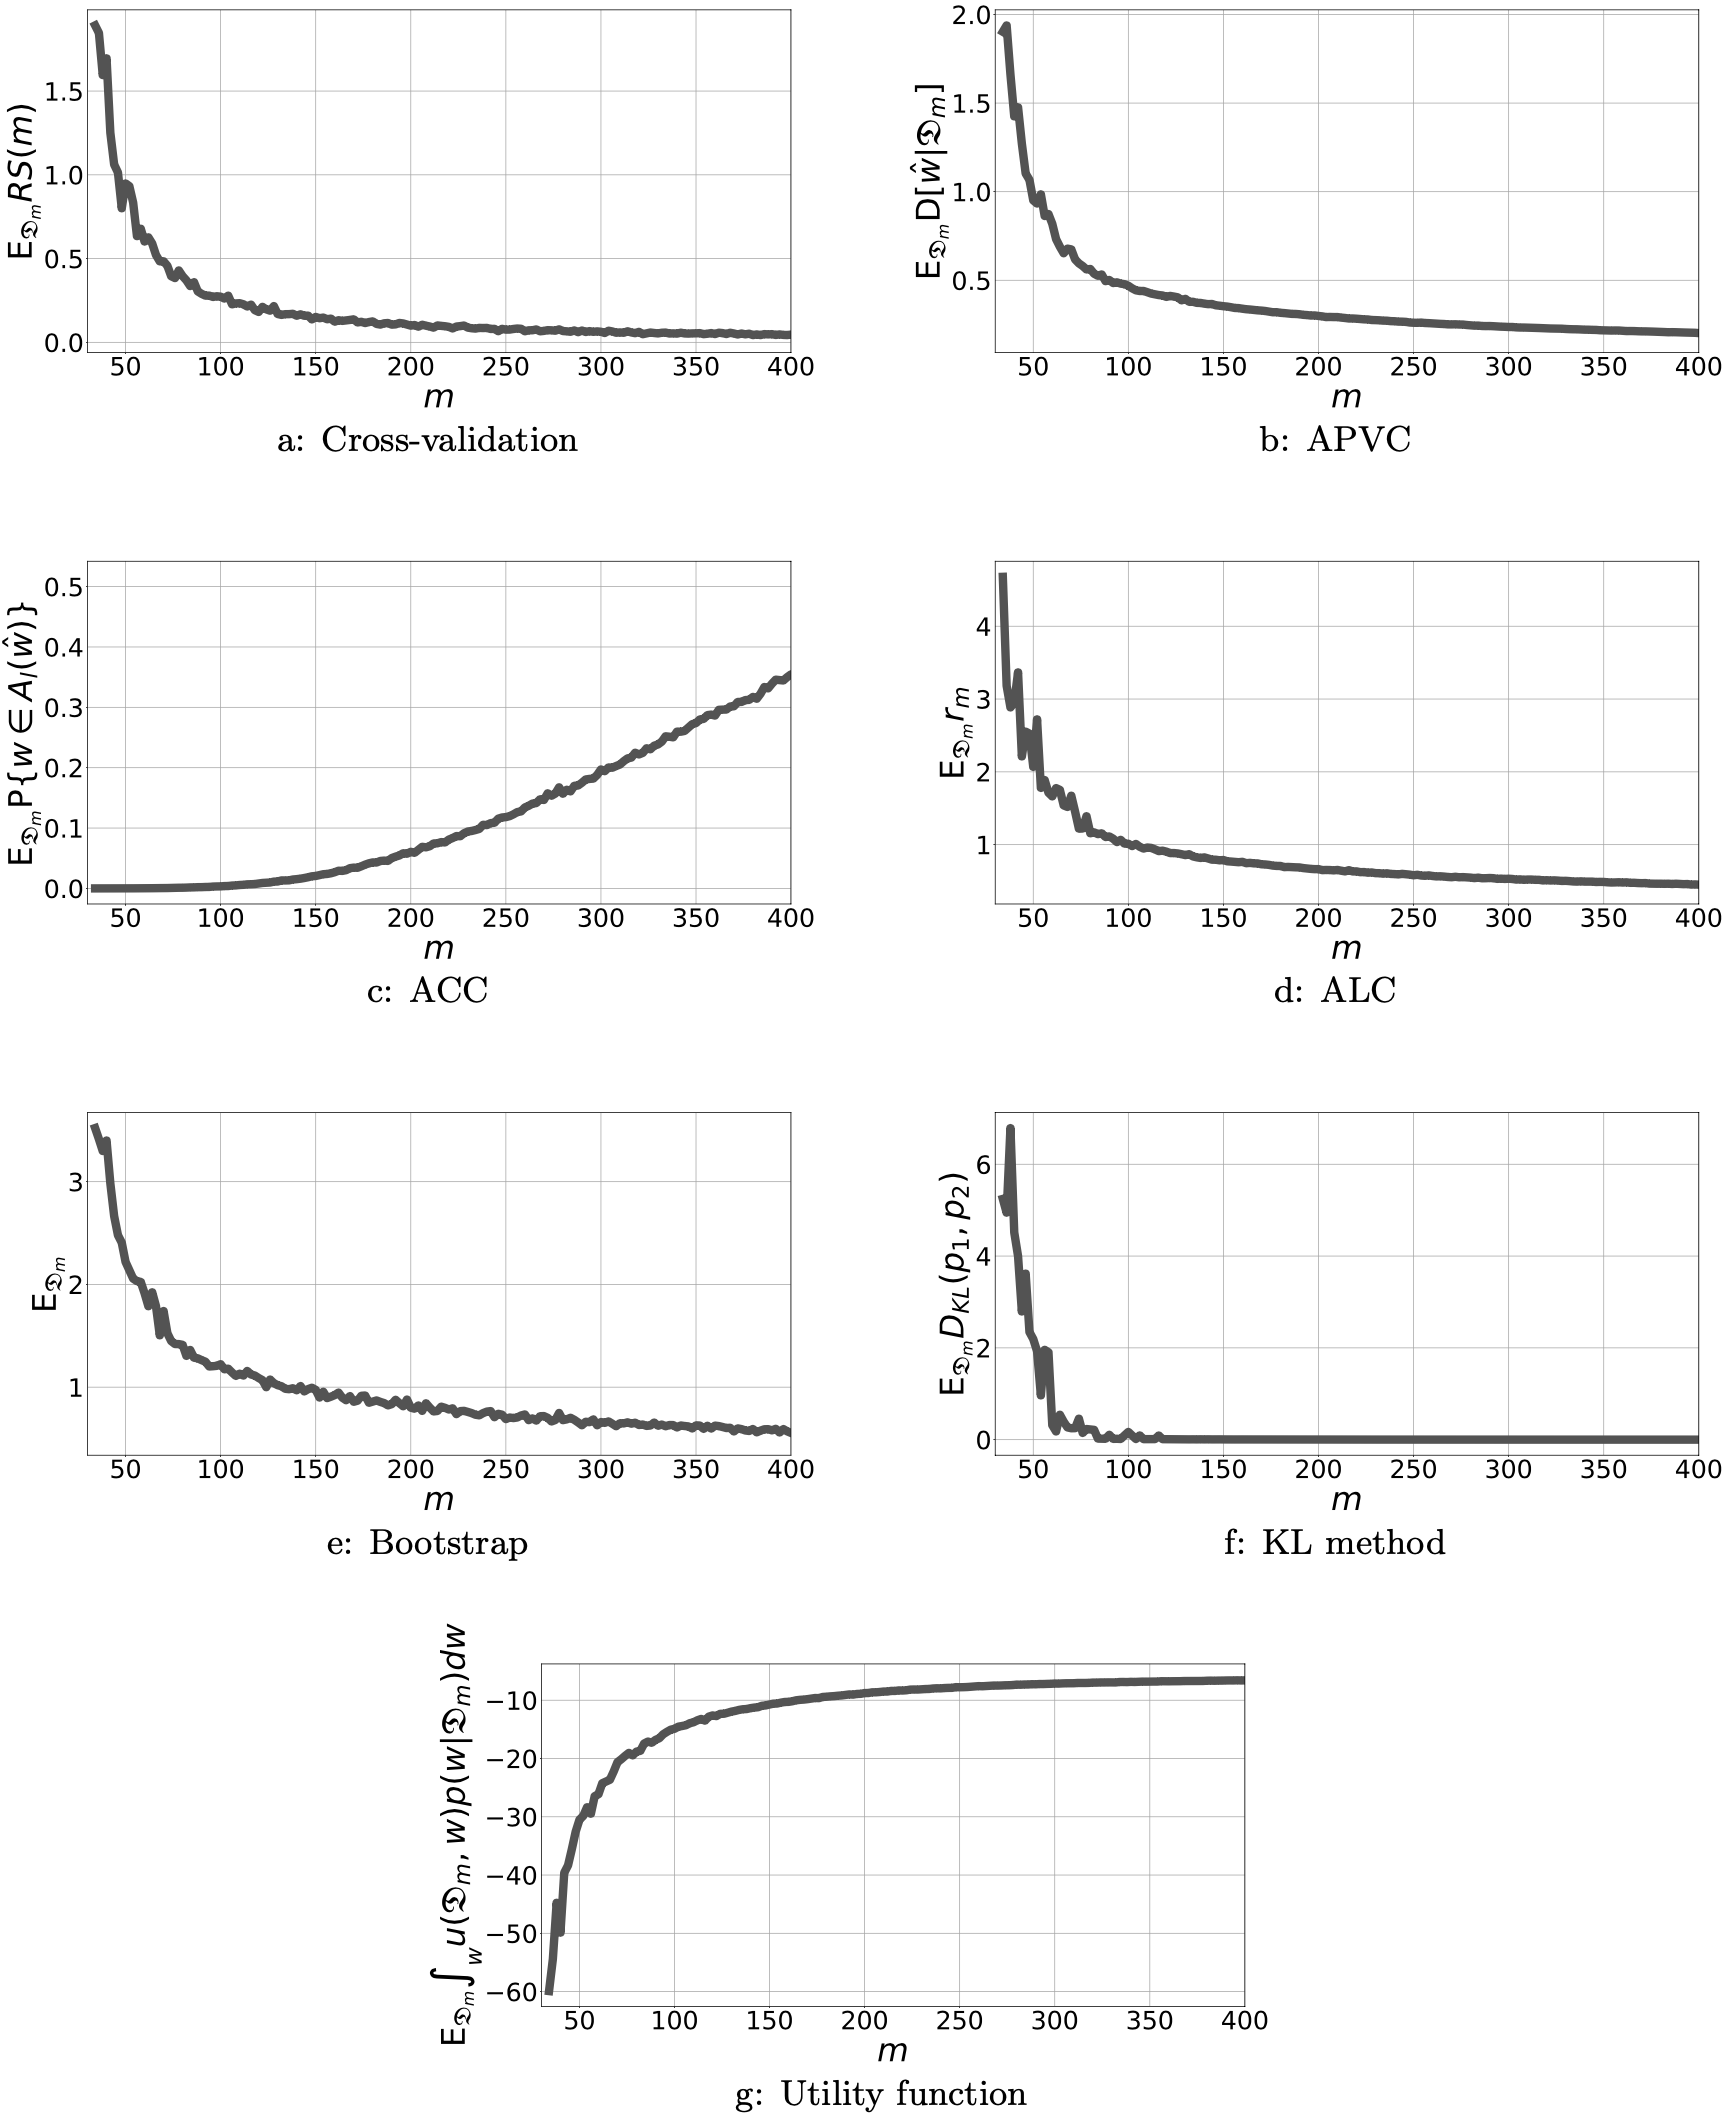 E𝔇ₘRS(m)
1.5
1.0
0.5
0.0
50 100 150 200 250 300 350 400
m
a: Cross-validation
E𝔇ₘD[ŵ|𝔇ₘ]
2.0
1.5
1.0
0.5
50 100 150 200 250 300 350 400
m
b: APVC
E𝔇ₘP{w ∈ Aₗ(ŵ)}
0.5
0.4
0.3
0.2
0.1
0.0
50 100 150 200 250 300 350 400
m
c: ACC
E𝔇ₘrₘ
4
3
2
1
50 100 150 200 250 300 350 400
m
d: ALC
E𝔇ₘ
3
2
1
50 100 150 200 250 300 350 400
m
e: Bootstrap
E𝔇ₘD_KL(p₁, p₂)
6
4
2
0
50 100 150 200 250 300 350 400
m
f: KL method
E𝔇ₘ∫_w u(𝔇ₘ, w)p(w|𝔇ₘ)dw
−10
−20
−30
−40
−50
−60
50 100 150 200 250 300 350 400
m
g: Utility function